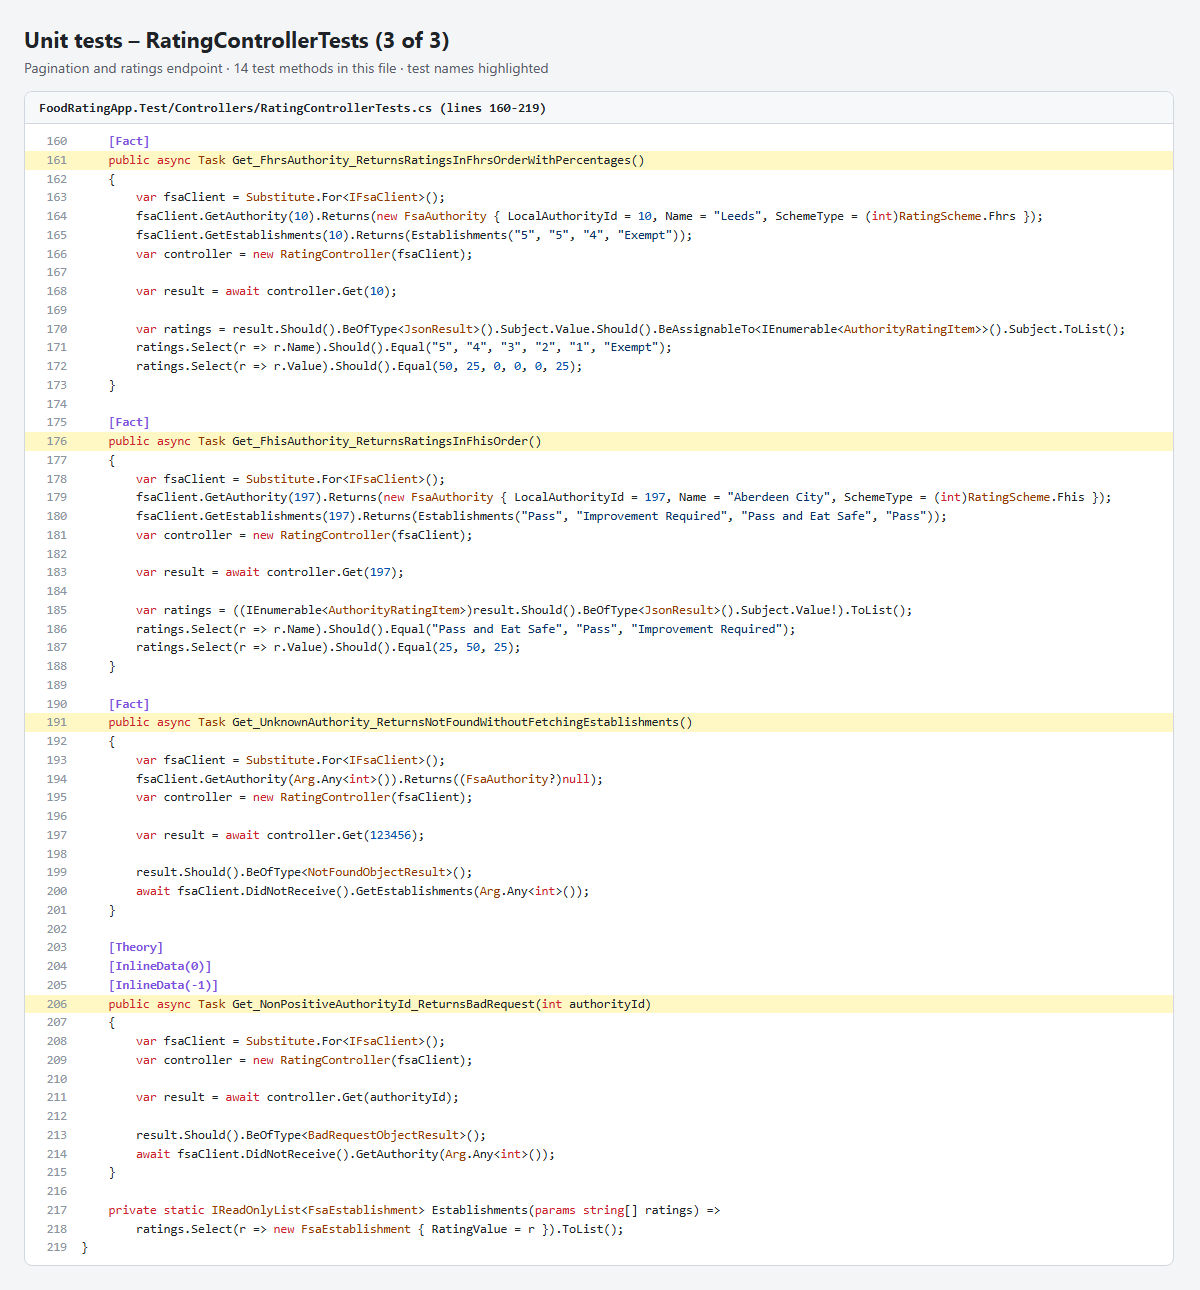 Unit tests – RatingControllerTests (3 of 3)
Pagination and ratings endpoint · 14 test methods in this file · test names highlighted
FoodRatingApp.Test/Controllers/RatingControllerTests.cs (lines 160-219)
160 [Fact]
161 public async Task Get_FhrsAuthority_ReturnsRatingsInFhrsOrderWithPercentages()
162 {
163 var fsaClient = Substitute.For<IFsaClient>();
164 fsaClient.GetAuthority(10).Returns(new FsaAuthority { LocalAuthorityId = 10, Name = "Leeds", SchemeType = (int)RatingScheme.Fhrs });
165 fsaClient.GetEstablishments(10).Returns(Establishments("5", "5", "4", "Exempt"));
166 var controller = new RatingController(fsaClient);
167
168 var result = await controller.Get(10);
169
170 var ratings = result.Should().BeOfType<JsonResult>().Subject.Value.Should().BeAssignableTo<IEnumerable<AuthorityRatingItem>>().Subject.ToList();
171 ratings.Select(r => r.Name).Should().Equal("5", "4", "3", "2", "1", "Exempt");
172 ratings.Select(r => r.Value).Should().Equal(50, 25, 0, 0, 0, 25);
173 }
174
175 [Fact]
176 public async Task Get_FhisAuthority_ReturnsRatingsInFhisOrder()
177 {
178 var fsaClient = Substitute.For<IFsaClient>();
179 fsaClient.GetAuthority(197).Returns(new FsaAuthority { LocalAuthorityId = 197, Name = "Aberdeen City", SchemeType = (int)RatingScheme.Fhis });
180 fsaClient.GetEstablishments(197).Returns(Establishments("Pass", "Improvement Required", "Pass and Eat Safe", "Pass"));
181 var controller = new RatingController(fsaClient);
182
183 var result = await controller.Get(197);
184
185 var ratings = ((IEnumerable<AuthorityRatingItem>)result.Should().BeOfType<JsonResult>().Subject.Value!).ToList();
186 ratings.Select(r => r.Name).Should().Equal("Pass and Eat Safe", "Pass", "Improvement Required");
187 ratings.Select(r => r.Value).Should().Equal(25, 50, 25);
188 }
189
190 [Fact]
191 public async Task Get_UnknownAuthority_ReturnsNotFoundWithoutFetchingEstablishments()
192 {
193 var fsaClient = Substitute.For<IFsaClient>();
194 fsaClient.GetAuthority(Arg.Any<int>()).Returns((FsaAuthority?)null);
195 var controller = new RatingController(fsaClient);
196
197 var result = await controller.Get(123456);
198
199 result.Should().BeOfType<NotFoundObjectResult>();
200 await fsaClient.DidNotReceive().GetEstablishments(Arg.Any<int>());
201 }
202
203 [Theory]
204 [InlineData(0)]
205 [InlineData(-1)]
206 public async Task Get_NonPositiveAuthorityId_ReturnsBadRequest(int authorityId)
207 {
208 var fsaClient = Substitute.For<IFsaClient>();
209 var controller = new RatingController(fsaClient);
210
211 var result = await controller.Get(authorityId);
212
213 result.Should().BeOfType<BadRequestObjectResult>();
214 await fsaClient.DidNotReceive().GetAuthority(Arg.Any<int>());
215 }
216
217 private static IReadOnlyList<FsaEstablishment> Establishments(params string[] ratings) =>
218 ratings.Select(r => new FsaEstablishment { RatingValue = r }).ToList();
219 }